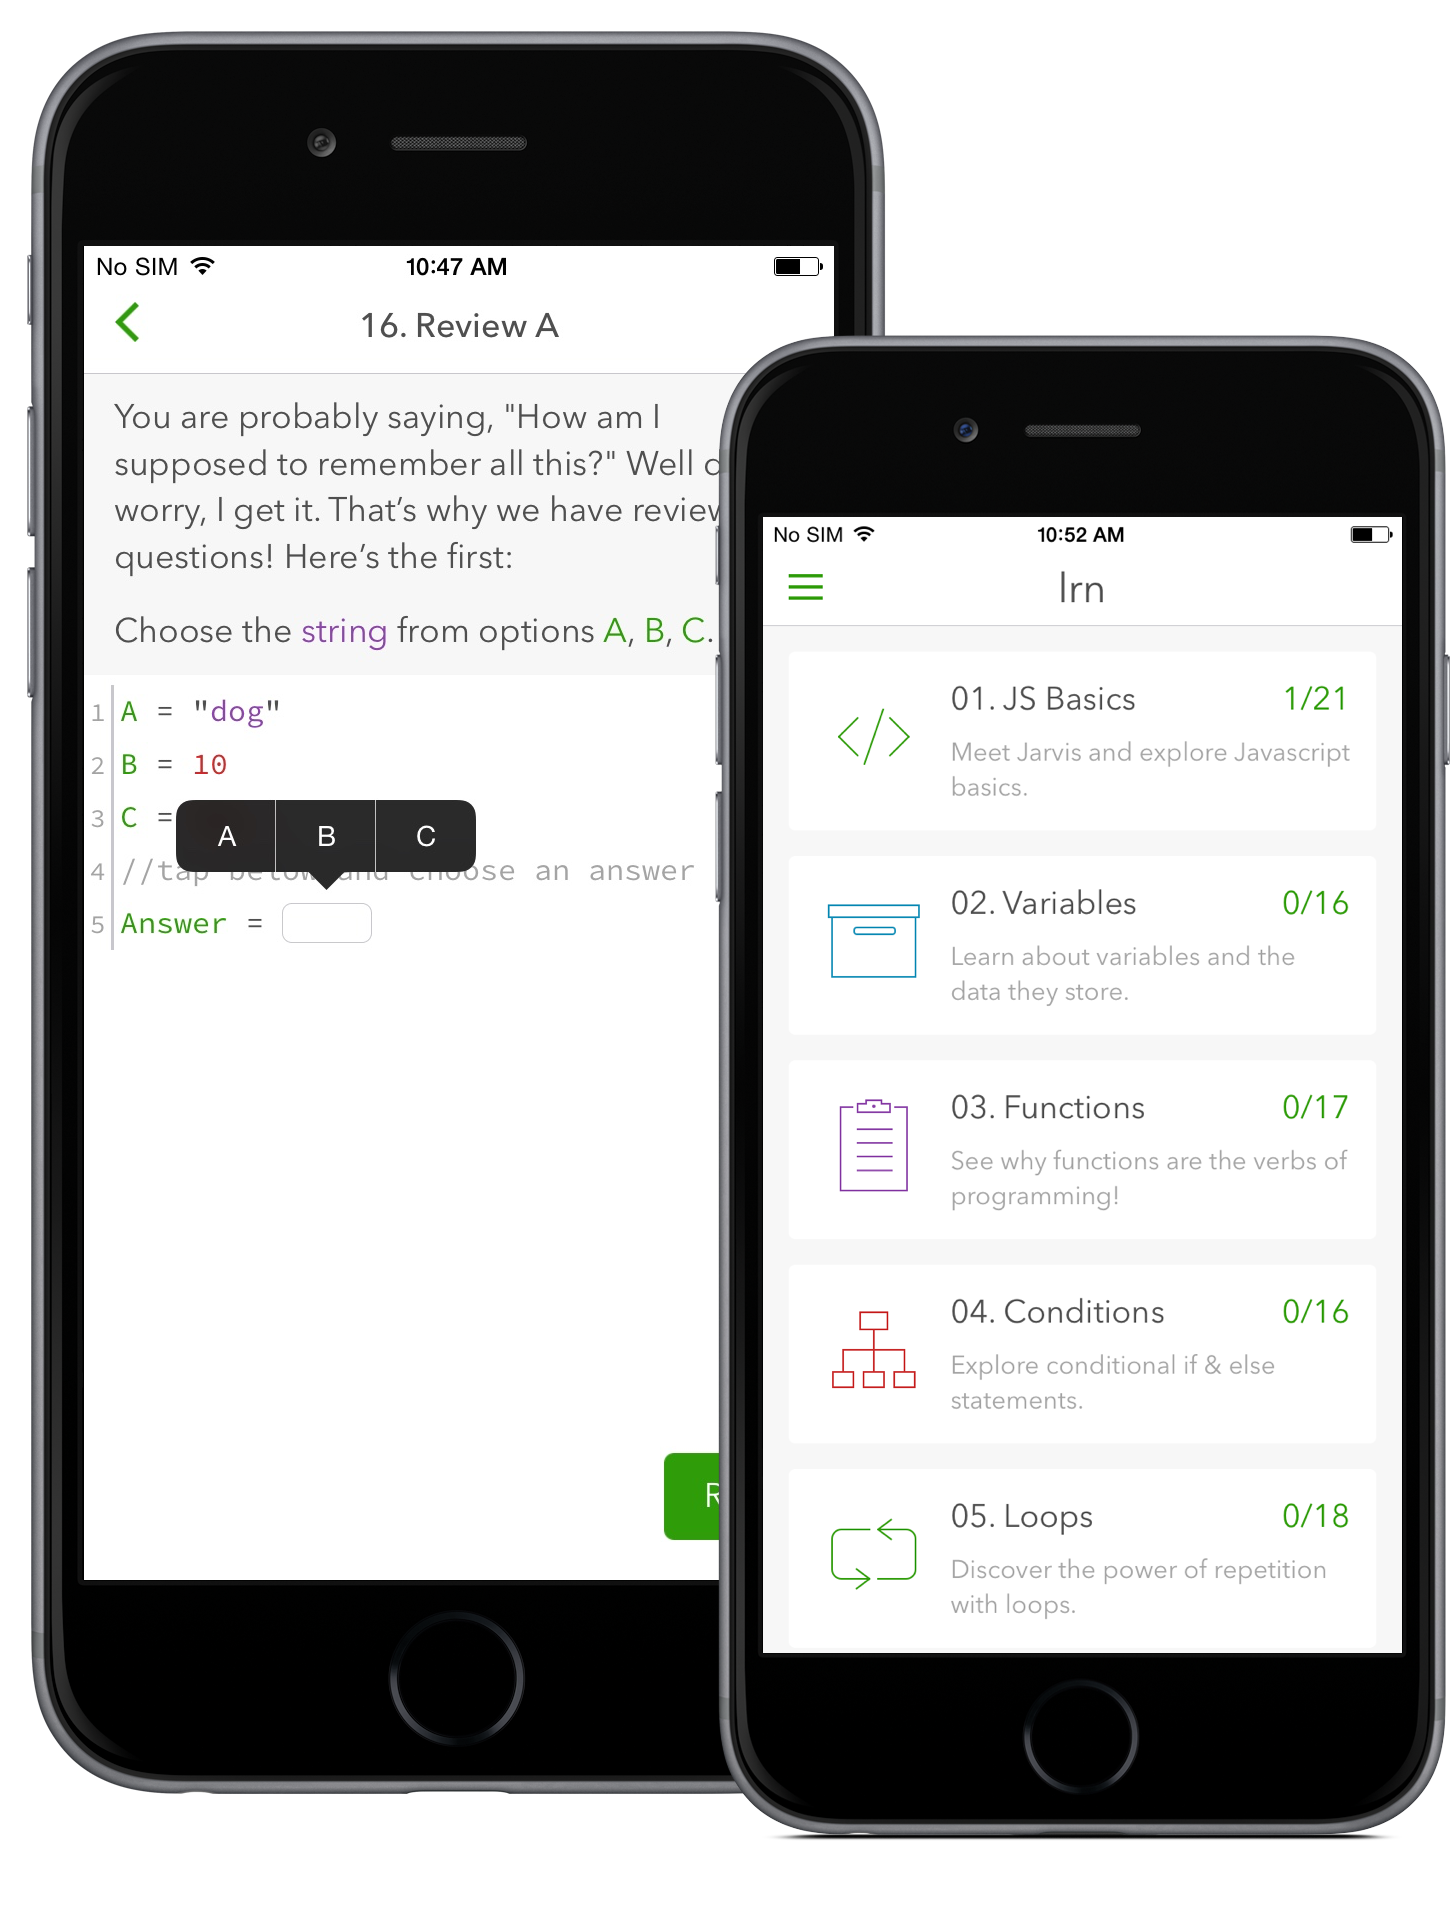 No SIM
10:47 AM
16. Review A
You are probably saying, "How am I
supposed to remember all this?" Well
worry, I get it. That's why we have review
questions! Here's the first:
Choose the string from options A, B, C.
1 A = "dog"
2 B = 10
3 C =
A B C
4 //tap below and choose an answer
5 Answer =
No SIM
10:52 AM
lrn
01. JS Basics 1/21
Meet Jarvis and explore Javascript
basics.
02. Variables 0/16
Learn about variables and the
data they store.
03. Functions 0/17
See why functions are the verbs of
programming!
04. Conditions 0/16
Explore conditional if & else
statements.
05. Loops 0/18
Discover the power of repetition
with loops.